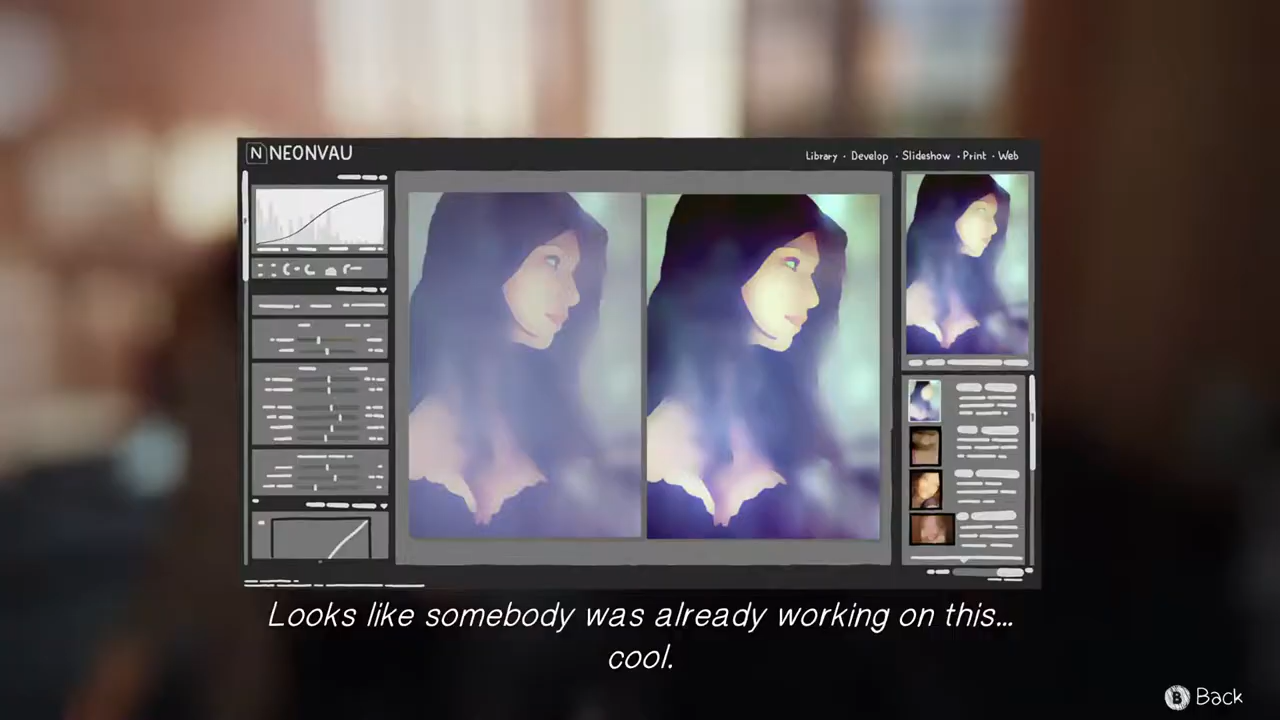 N NEONVAU
Library · Develop · Slideshow · Print · Web
Looks like somebody was already working on this...
cool.
B Back